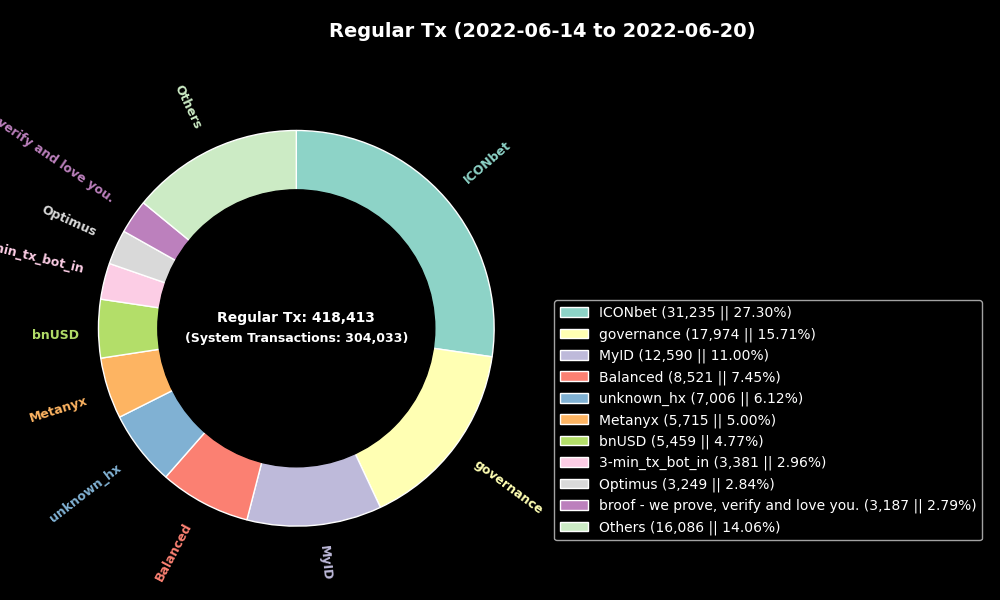 Regular Tx (2022-06-14 to 2022-06-20)
Others
ICONbet
verify and love you.
Optimus
min_tx_bot_in
bnUSD
Metanyx
unknown_hx
Balanced
MyID
governance
Regular Tx: 418,413
(System Transactions: 304,033)
ICONbet (31,235 || 27.30%)
governance (17,974 || 15.71%)
MyID (12,590 || 11.00%)
Balanced (8,521 || 7.45%)
unknown_hx (7,006 || 6.12%)
Metanyx (5,715 || 5.00%)
bnUSD (5,459 || 4.77%)
3-min_tx_bot_in (3,381 || 2.96%)
Optimus (3,249 || 2.84%)
broof - we prove, verify and love you. (3,187 || 2.79%)
Others (16,086 || 14.06%)